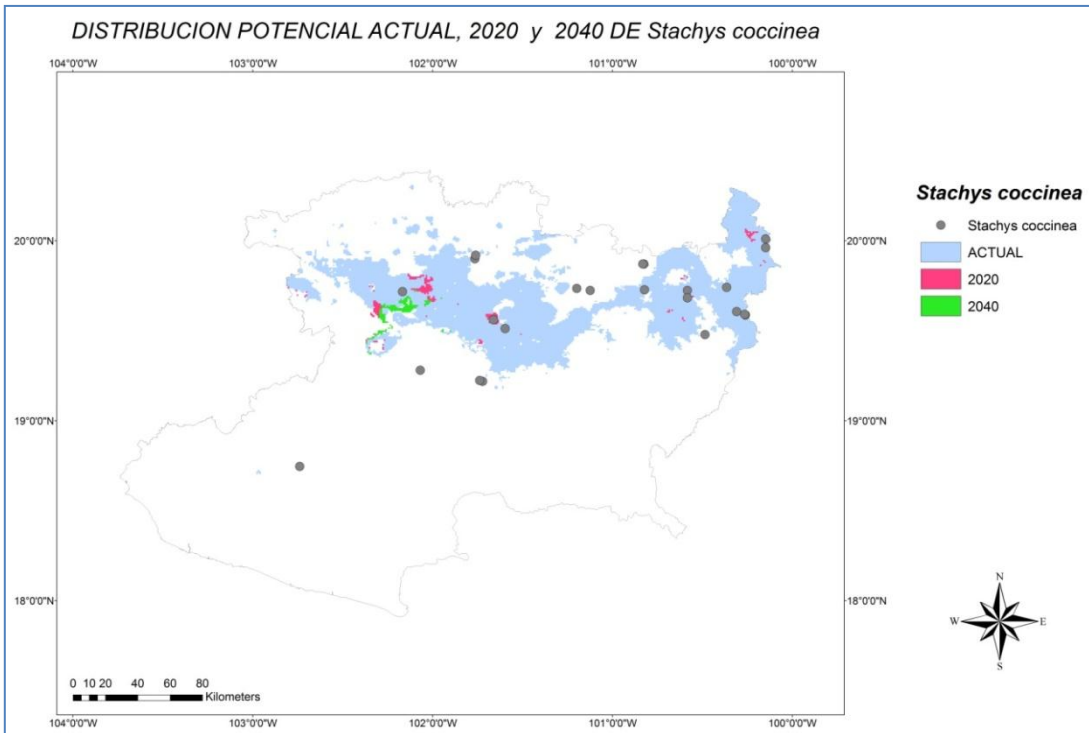 DISTRIBUCION POTENCIAL ACTUAL, 2020 y 2040 DE Stachys coccinea
104°0'0"W 103°0'0"W 102°0'0"W 101°0'0"W 100°0'0"W
Stachys coccinea
Stachys coccinea
ACTUAL
2020
2040
20°0'0"N 20°0'0"N
19°0'0"N 19°0'0"N
18°0'0"N 18°0'0"N
N
W E
S
0 10 20 40 60 80
Kilometers
104°0'0"W 103°0'0"W 102°0'0"W 101°0'0"W 100°0'0"W